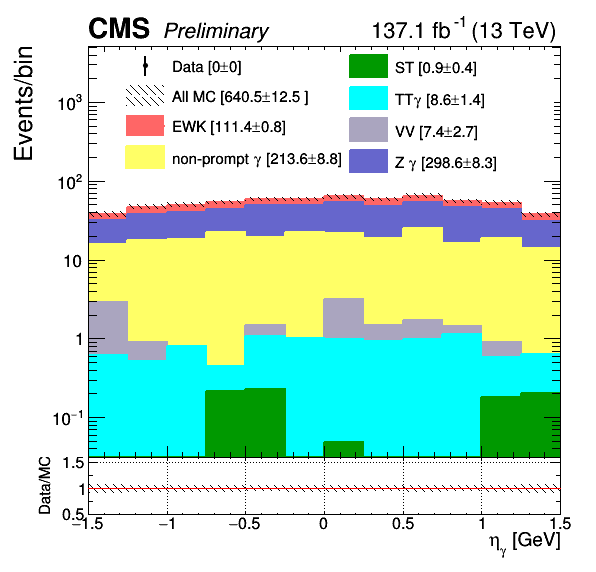 CMS Preliminary 137.1 fb⁻¹ (13 TeV)
Events/bin
Data [0±0]
All MC [640.5±12.5 ]
EWK [111.4±0.8]
non-prompt γ [213.6±8.8]
ST [0.9±0.4]
TTγ [8.6±1.4]
VV [7.4±2.7]
Z γ [298.6±8.3]
10³
10²
10
1
10⁻¹
Data/MC
1.5
1
0.5
−1.5 −1 −0.5 0 0.5 1 1.5
η_γ [GeV]